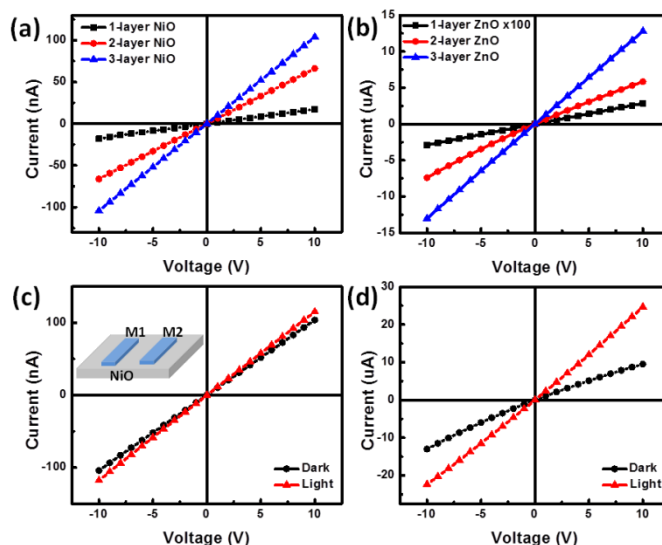 (a)
1-layer NiO
2-layer NiO
3-layer NiO
100
50
0
-50
-100
Current (nA)
-10
-5
0
5
10
Voltage (V)
(b)
1-layer ZnO x100
2-layer ZnO
3-layer ZnO
15
10
5
0
-5
-10
-15
Current (uA)
-10
-5
0
5
10
Voltage (V)
(c)
M1
M2
NiO
100
0
-100
Current (nA)
Dark
Light
-10
-5
0
5
10
Voltage (V)
(d)
30
20
10
0
-10
-20
Current (uA)
Dark
Light
-10
-5
0
5
10
Voltage (V)